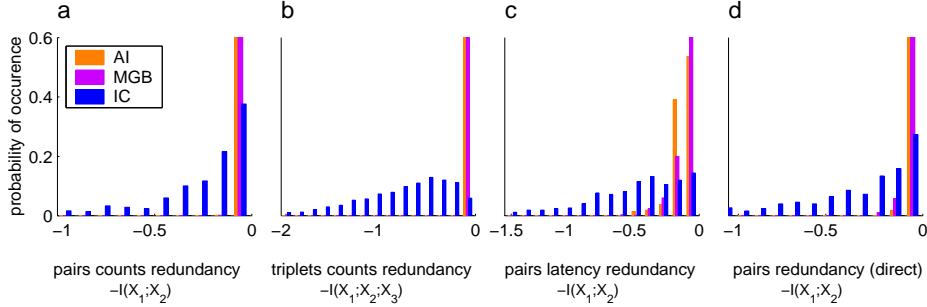 a b c d
0.6
0.4
0.2
0
probability of occurence
AI
MGB
IC
−1 −0.5 0
−2 −1 0
−1.5 −1 −0.5 0
−1 −0.5 0
pairs counts redundancy
−I(X1;X2)
triplets counts redundancy
−I(X1;X2;X3)
pairs latency redundancy
−I(X1;X2)
pairs redundancy (direct)
−I(X1;X2)